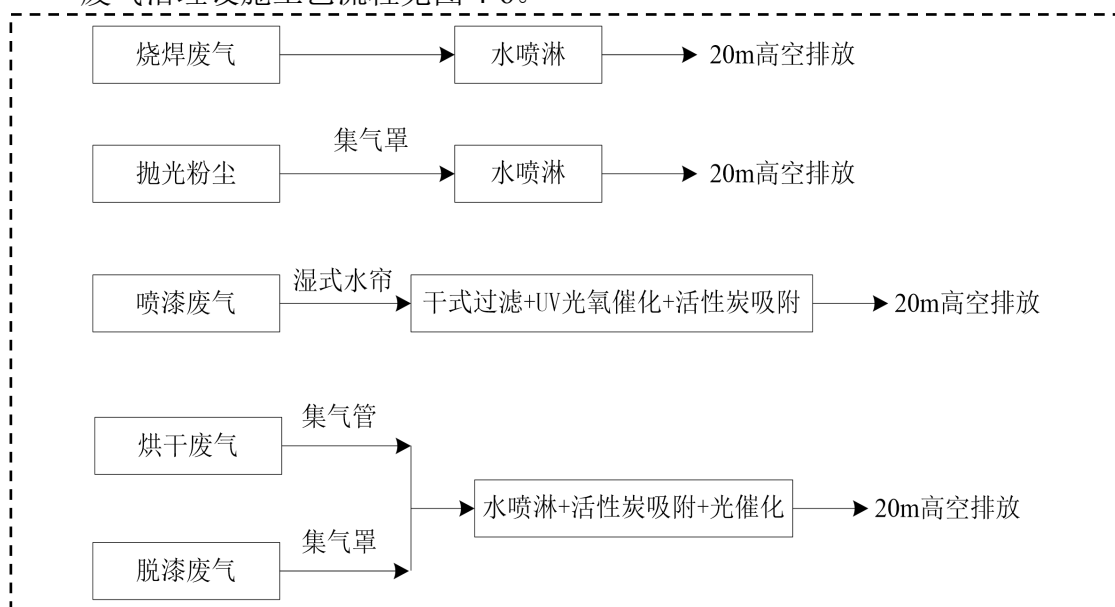 烧焊废气
水喷淋
20m高空排放
集气罩
抛光粉尘
水喷淋
20m高空排放
湿式水帘
喷漆废气
干式过滤+UV光氧催化+活性炭吸附
20m高空排放
集气管
烘干废气
水喷淋+活性炭吸附+光催化
20m高空排放
集气罩
脱漆废气